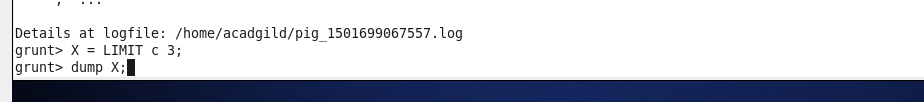 , ...
Details at logfile: /home/acadgild/pig_1501699067557.log
grunt> X = LIMIT c 3;
grunt> dump X;